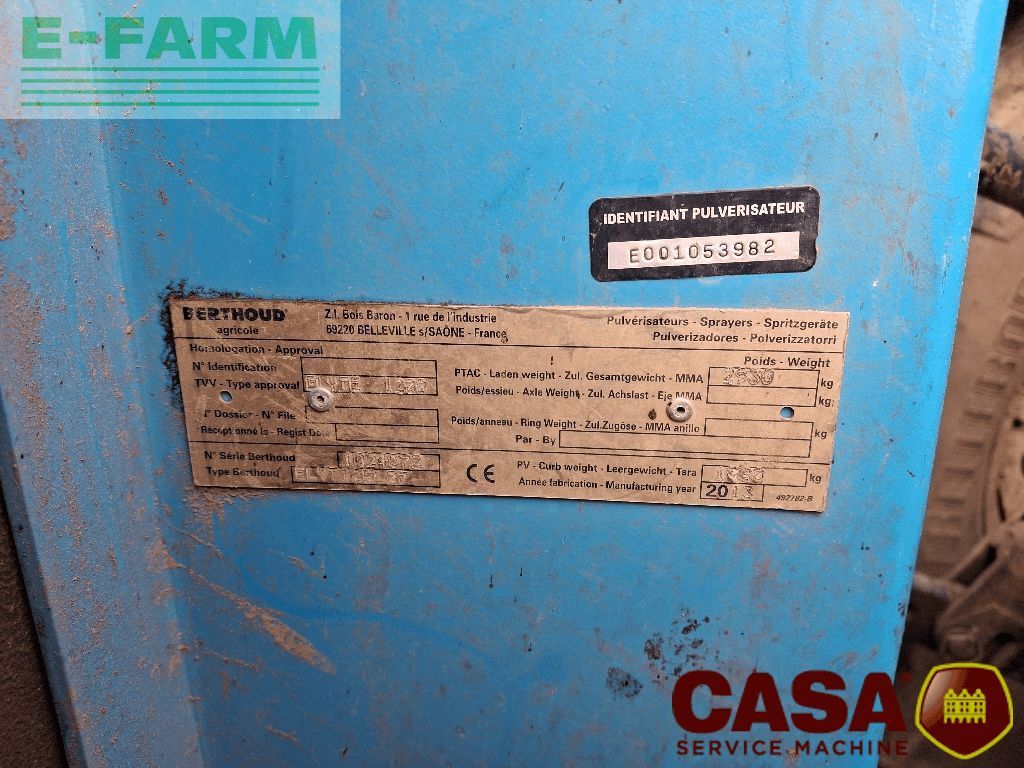 E-FARM
IDENTIFIANT PULVERISATEUR
E001053982
BERTHOUD
agricole
Z.I. Bois Baron - 1 rue de l'industrie
69220 BELLEVILLE s/SAÔNE - France
Pulvérisateurs - Sprayers - Spritzgeräte
Pulverizadores - Polverizzatorri
Homologation - Approval
Poids - Weight
N° Identification
TVV - Type approval
PTAC - Laden weight - Zul. Gesamtgewicht - MMA kg
Poids/essieu - Axle Weight - Zul. Achslast - Eje MMA kg
N° Dossier - N° File
Réceptionné le - Regist Date
Poids/anneau - Ring Weight - Zul.Zugöse - MMA anillo kg
Par - By
N° Série Berthoud
Type Berthoud
CE
PV - Curb weight - Leergewicht - Tara kg
Année fabrication - Manufacturing year 2013
492782-B
CASA
SERVICE MACHINE